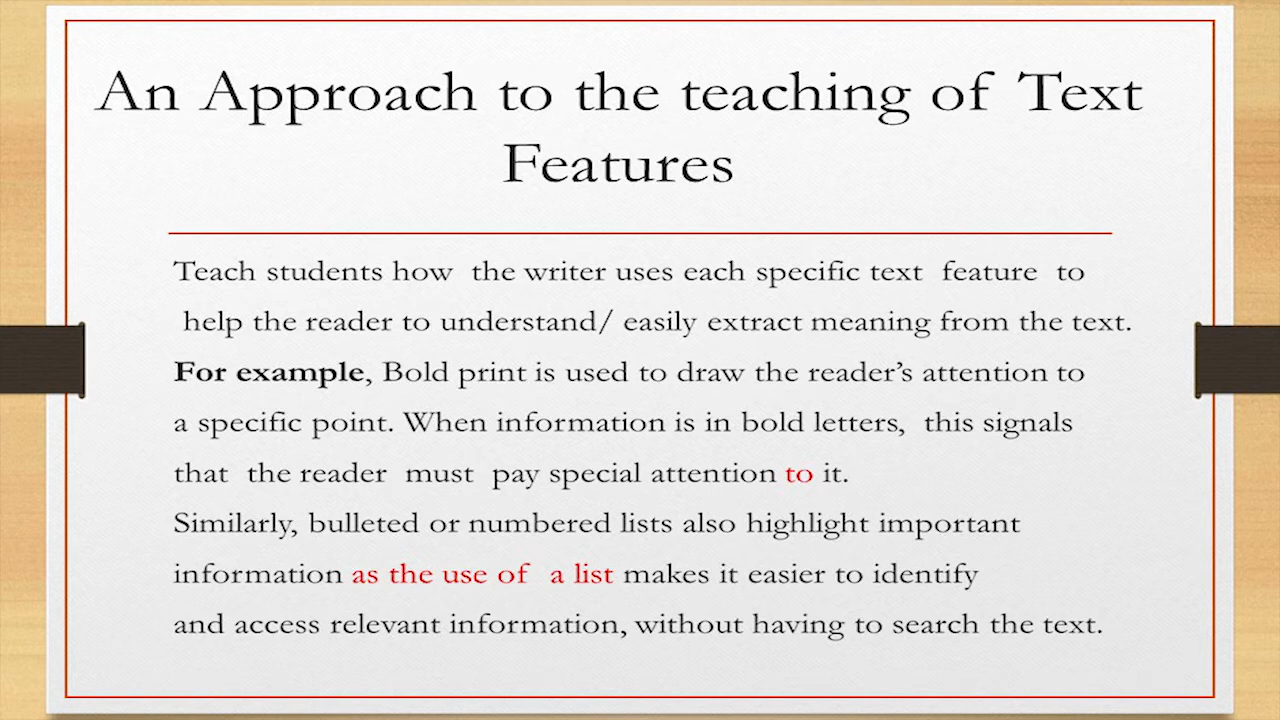 An Approach to the teaching of Text
Features
Teach students how the writer uses each specific text feature to
help the reader to understand/ easily extract meaning from the text.
For example, Bold print is used to draw the reader’s attention to
a specific point. When information is in bold letters, this signals
that the reader must pay special attention to it.
Similarly, bulleted or numbered lists also highlight important
information as the use of a list makes it easier to identify
and access relevant information, without having to search the text.